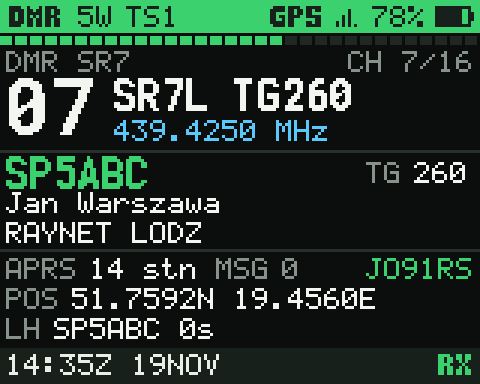 DMR 5W TS1 GPS 78%
DMR SR7 CH 7/16
07 SR7L TG260
439.4250 MHz
SP5ABC TG 260
Jan Warszawa
RAYNET LODZ
APRS 14 stn MSG 0 JO91RS
POS 51.7592N 19.4560E
LH SP5ABC 0s
14:35Z 19NOV RX